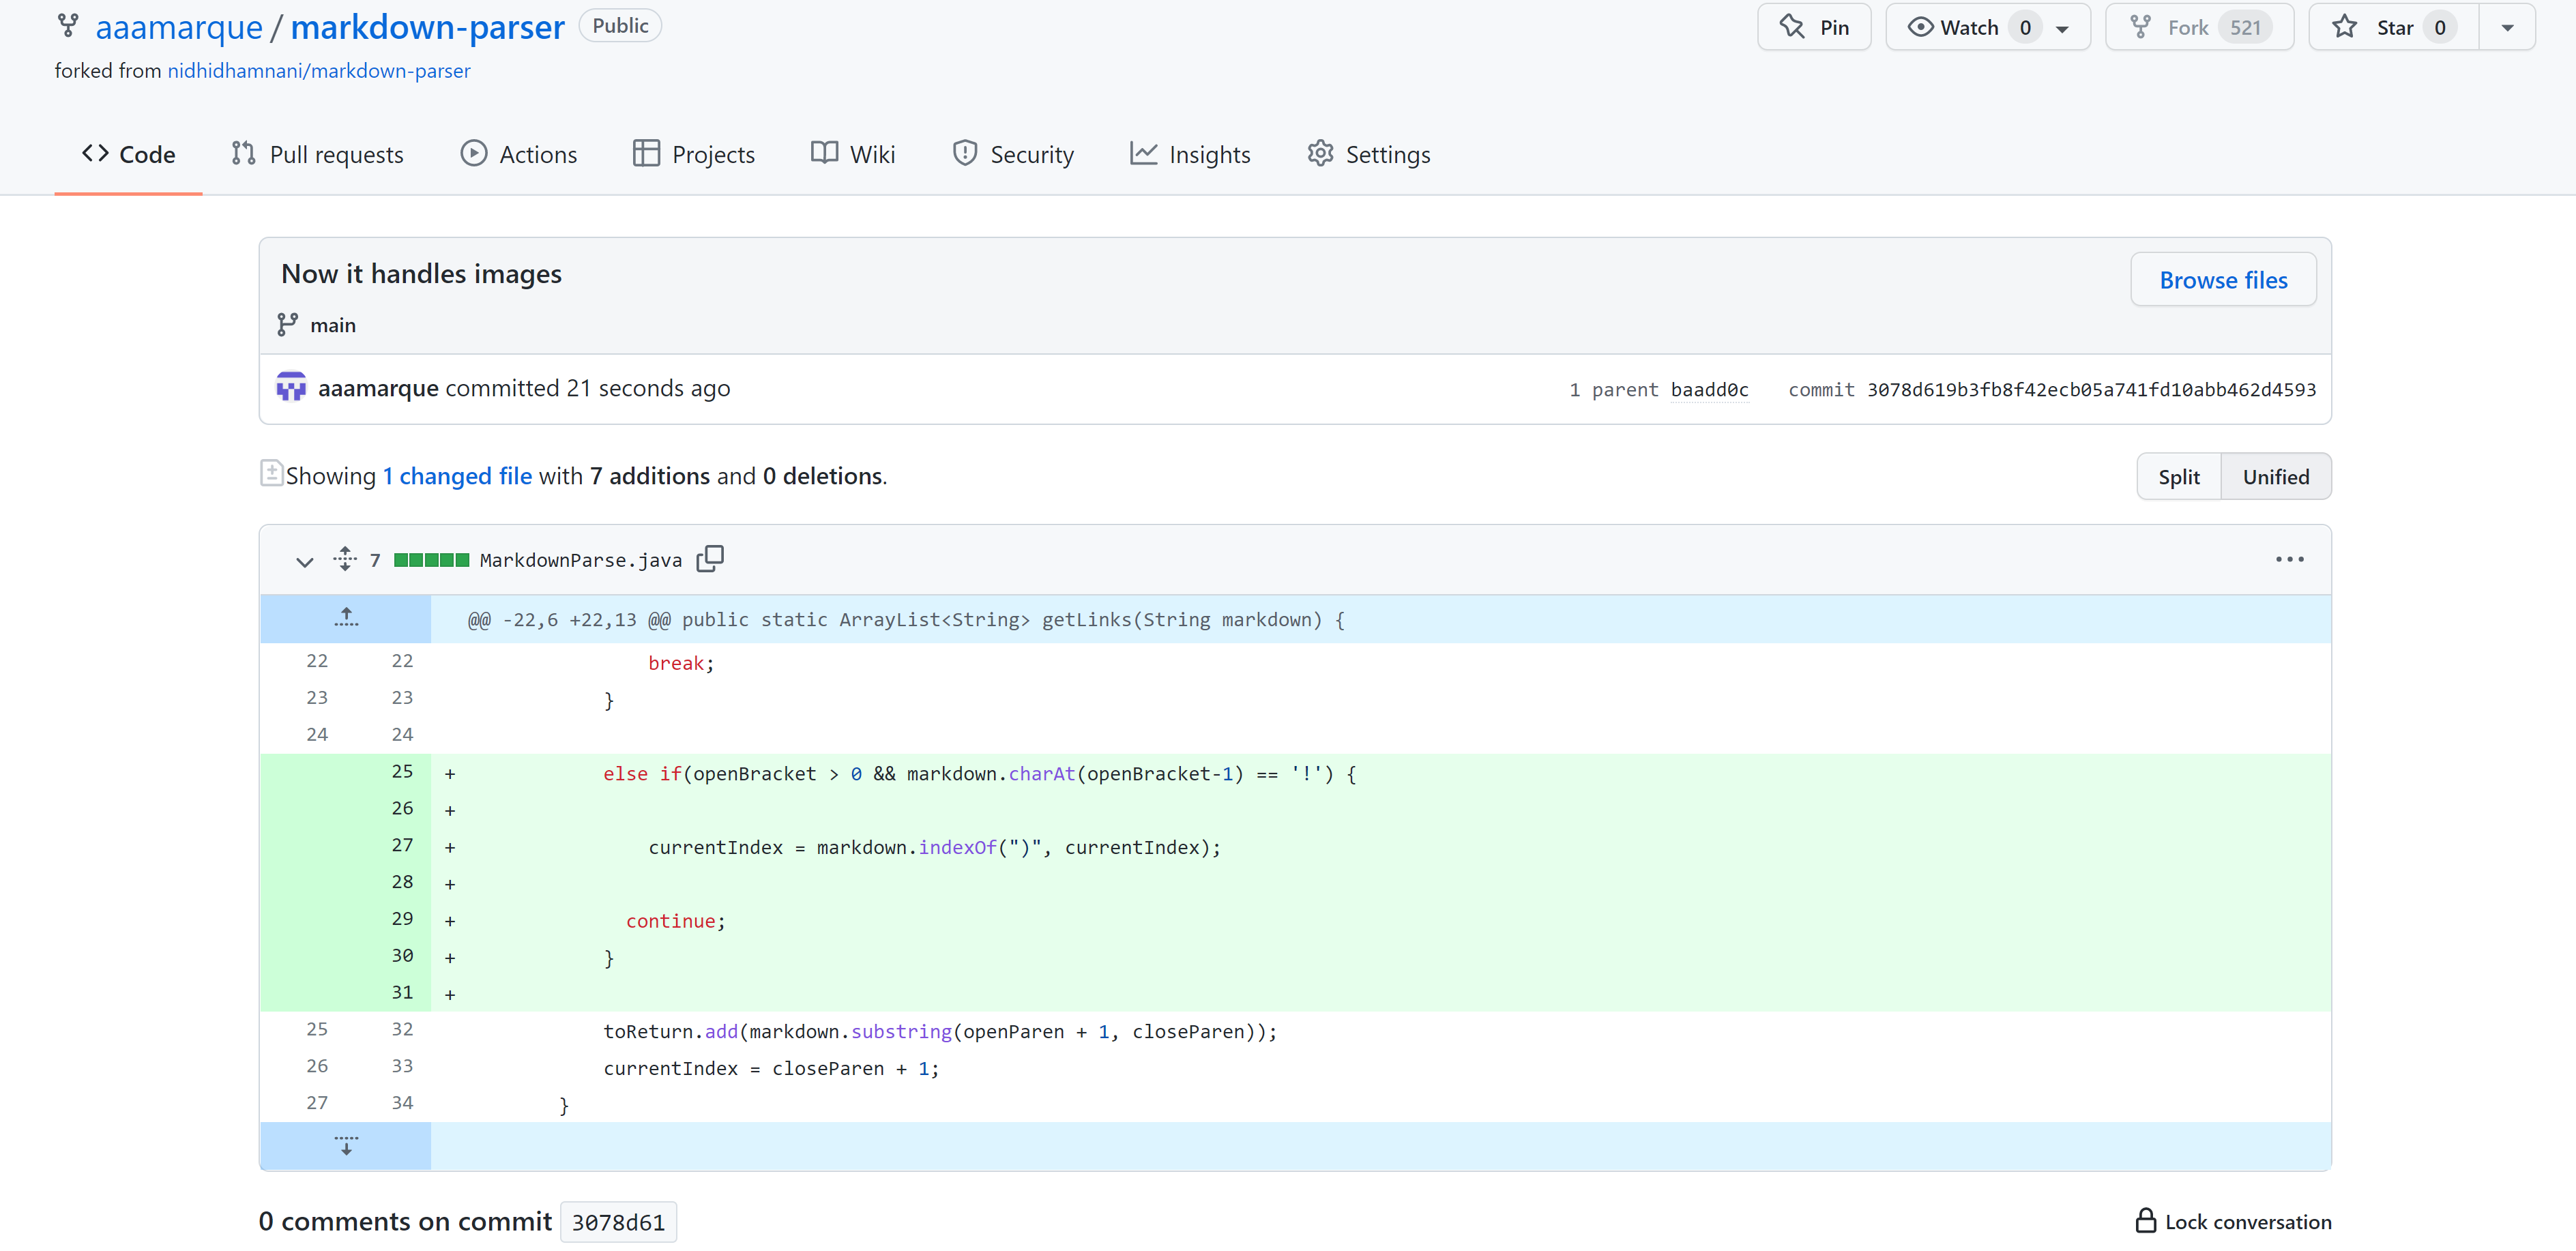 aaamarque / markdown-parser Public Pin Watch 0 Fork 521 Star 0
forked from nidhidhamnani/markdown-parser
Code Pull requests Actions Projects Wiki Security Insights Settings
Now it handles images
Browse files
main
aaamarque committed 21 seconds ago 1 parent baadd0c commit 3078d619b3fb8f42ecb05a741fd10abb462d4593
Showing 1 changed file with 7 additions and 0 deletions. Split Unified
7 MarkdownParse.java
@@ -22,6 +22,13 @@ public static ArrayList<String> getLinks(String markdown) {
22 22 break;
23 23 }
24 24
25 + else if(openBracket > 0 && markdown.charAt(openBracket-1) == '!') {
26 +
27 + currentIndex = markdown.indexOf(")", currentIndex);
28 +
29 + continue;
30 + }
31 +
25 32 toReturn.add(markdown.substring(openParen + 1, closeParen));
26 33 currentIndex = closeParen + 1;
27 34 }
0 comments on commit 3078d61 Lock conversation